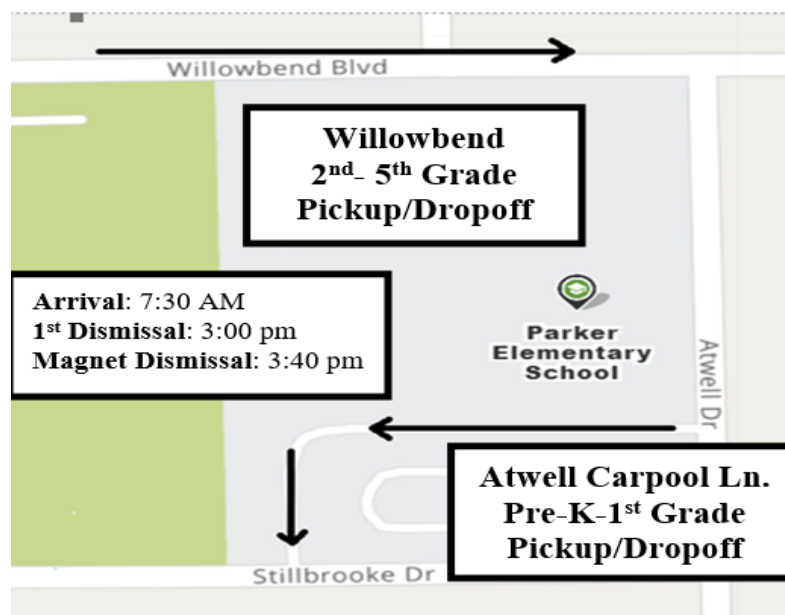 Willowbend Blvd
Willowbend
2nd- 5th Grade
Pickup/Dropoff
Arrival: 7:30 AM
1st Dismissal: 3:00 pm
Magnet Dismissal: 3:40 pm
Parker
Elementary
School
Atwell Dr
Atwell Carpool Ln.
Pre-K-1st Grade
Pickup/Dropoff
Stillbrooke Dr